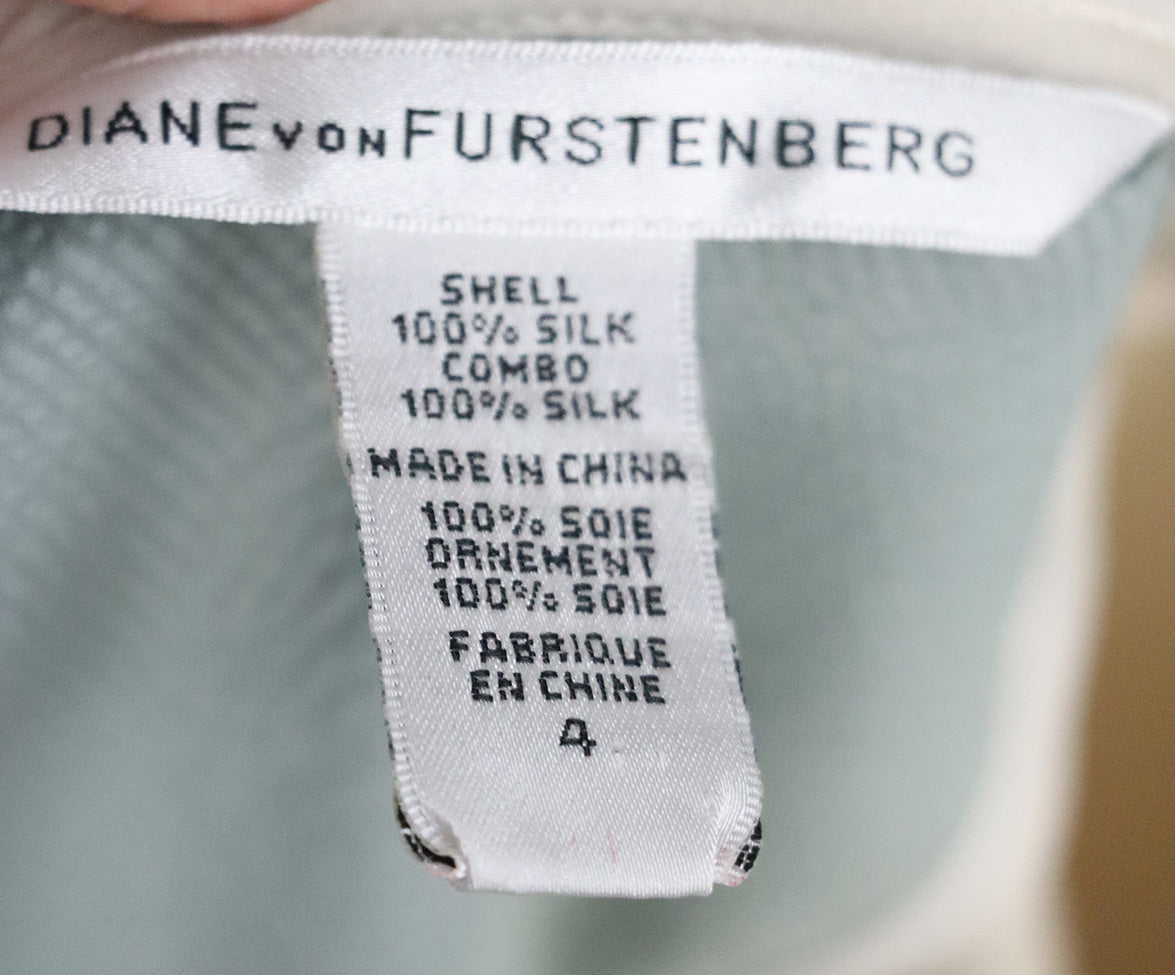 DIANE VON FURSTENBERG
SHELL
100% SILK
COMBO
100% SILK
MADE IN CHINA
100% SOIE
ORNEMENT
100% SOIE
FABRIQUE
EN CHINE
4